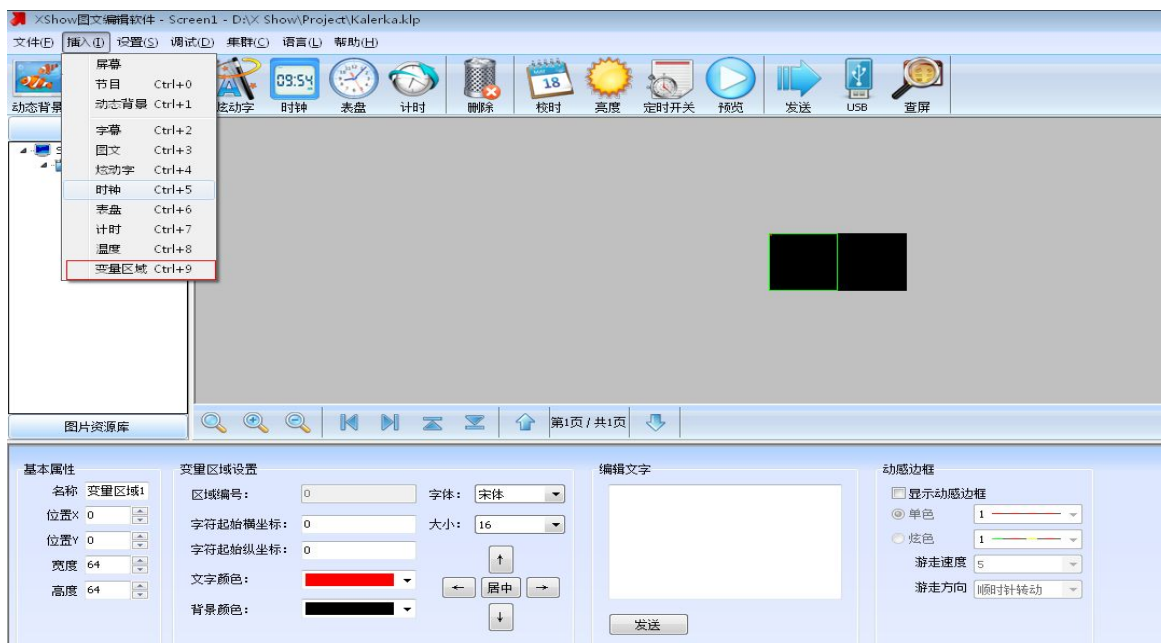 XShow图文编辑软件 - Screen1 - D:\X Show\Project\Kalerka.klp
文件(F) 插入(I) 设置(S) 调试(D) 集群(C) 语言(L) 帮助(H)
屏幕
节目 Ctrl+0
动态背景 Ctrl+1
字幕 Ctrl+2
图文 Ctrl+3
炫动字 Ctrl+4
时钟 Ctrl+5
表盘 Ctrl+6
计时 Ctrl+7
温度 Ctrl+8
变量区域 Ctrl+9
09:54
18
动态背景 炫动字 时钟 表盘 计时 删除 校时 亮度 定时开关 预览 发送 USB 查屏
图片资源库
第1页/共1页
基本属性
名称 变量区域1
位置X 0
位置Y 0
宽度 64
高度 64
变量区域设置
区域编号: 0
字符起始横坐标: 0
字符起始纵坐标: 0
文字颜色:
背景颜色:
字体: 宋体
大小: 16
居中
编辑文字
发送
动感边框
显示动感边框
单色 1
炫色 1
游走速度 5
游走方向 顺时针转动